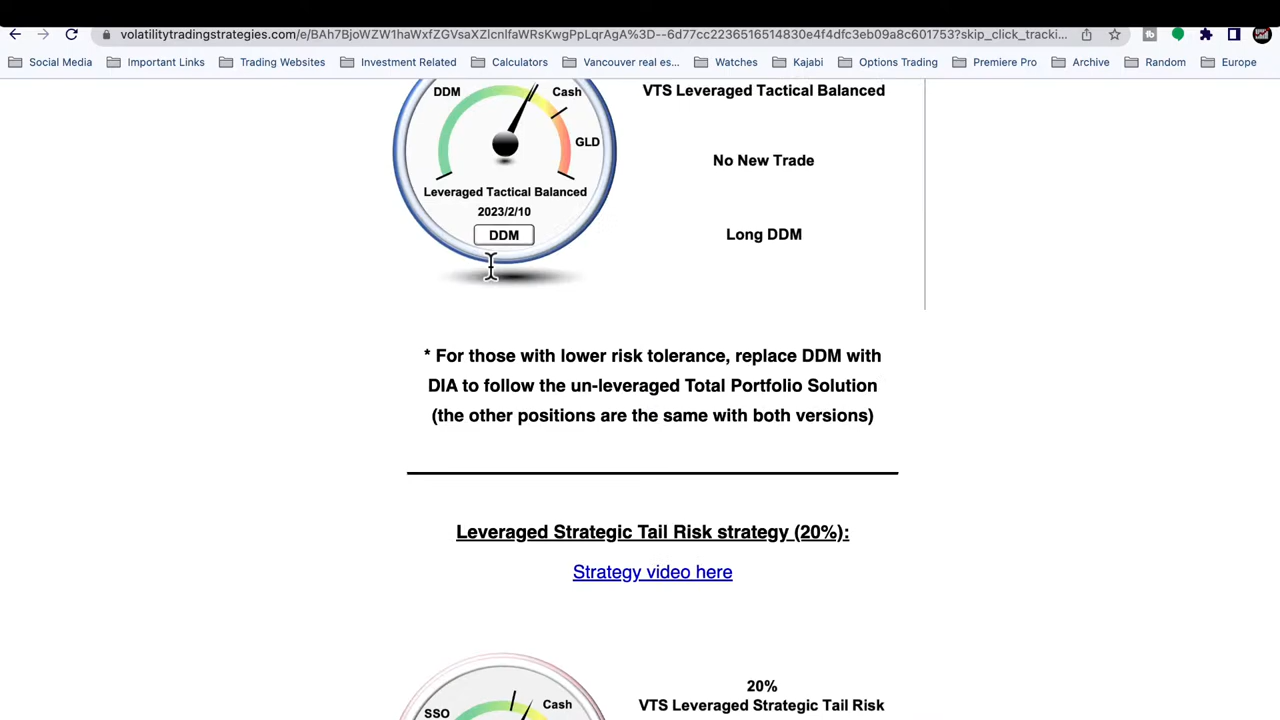 volatilitytradingstrategies.com/e/BAh7BjoWZW1haWxfZGVsaXZlcnlfaWRsKwgPpLqrAgA%3D--6d77cc2236516514830e4f4dfc3eb09a8c601753?skip_click_tracki...
Social Media Important Links Trading Websites Investment Related Calculators Vancouver real es... Watches Kajabi Options Trading Premiere Pro Archive Random Europe
DDM Cash
GLD
Leveraged Tactical Balanced
2023/2/10
DDM
VTS Leveraged Tactical Balanced
No New Trade
Long DDM
* For those with lower risk tolerance, replace DDM with
DIA to follow the un-leveraged Total Portfolio Solution
(the other positions are the same with both versions)
Leveraged Strategic Tail Risk strategy (20%):
Strategy video here
SSO Cash
20%
VTS Leveraged Strategic Tail Risk